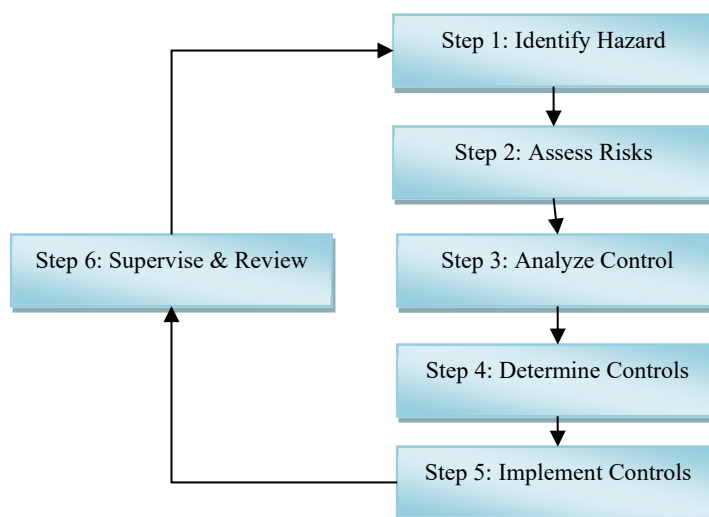 Step 1: Identify Hazard
Step 2: Assess Risks
Step 3: Analyze Control
Step 4: Determine Controls
Step 5: Implement Controls
Step 6: Supervise & Review